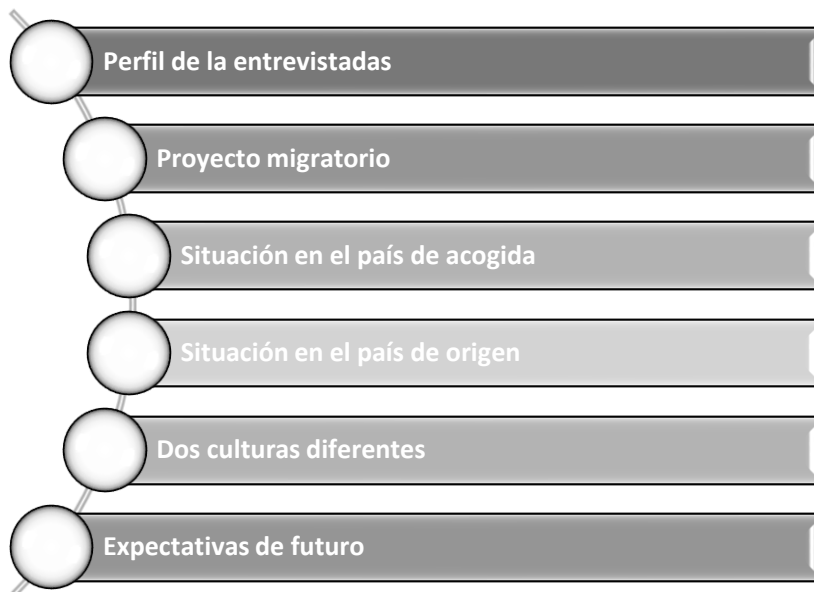 Perfil de la entrevistadas
Proyecto migratorio
Situación en el país de acogida
Situación en el país de origen
Dos culturas diferentes
Expectativas de futuro